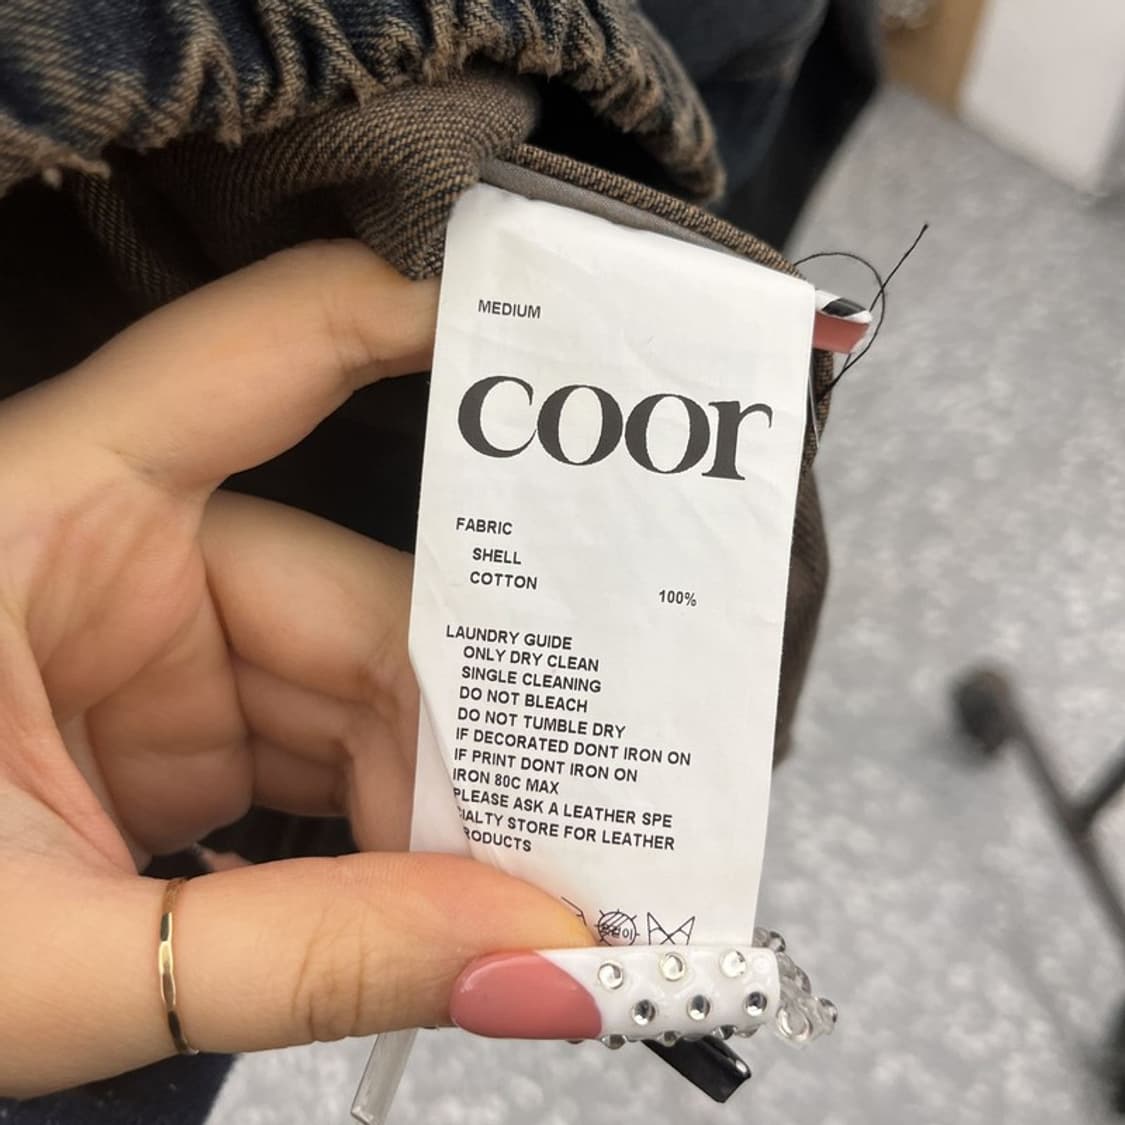 MEDIUM
coor
FABRIC
SHELL
COTTON 100%
LAUNDRY GUIDE
ONLY DRY CLEAN
SINGLE CLEANING
DO NOT BLEACH
DO NOT TUMBLE DRY
IF DECORATED DONT IRON ON
IF PRINT DONT IRON ON
IRON 80C MAX
PLEASE ASK A LEATHER SPE
CIALTY STORE FOR LEATHER
RODUCTS